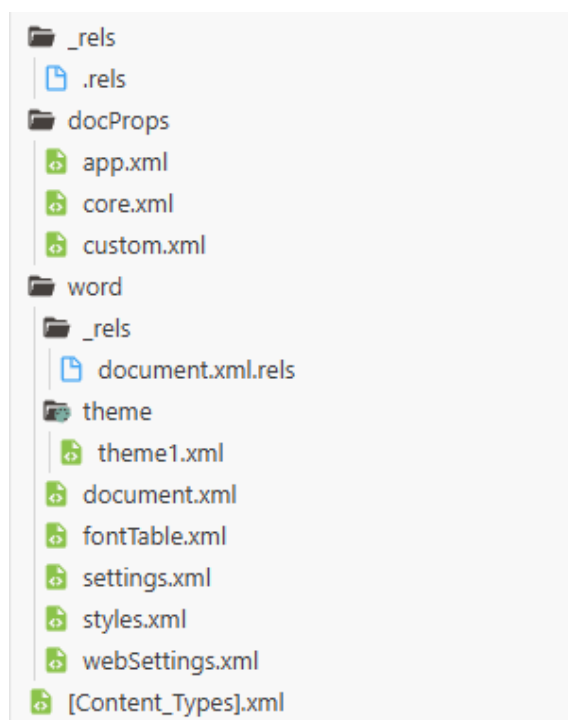 _rels
.rels
docProps
app.xml
core.xml
custom.xml
word
_rels
document.xml.rels
theme
theme1.xml
document.xml
fontTable.xml
settings.xml
styles.xml
webSettings.xml
[Content_Types].xml